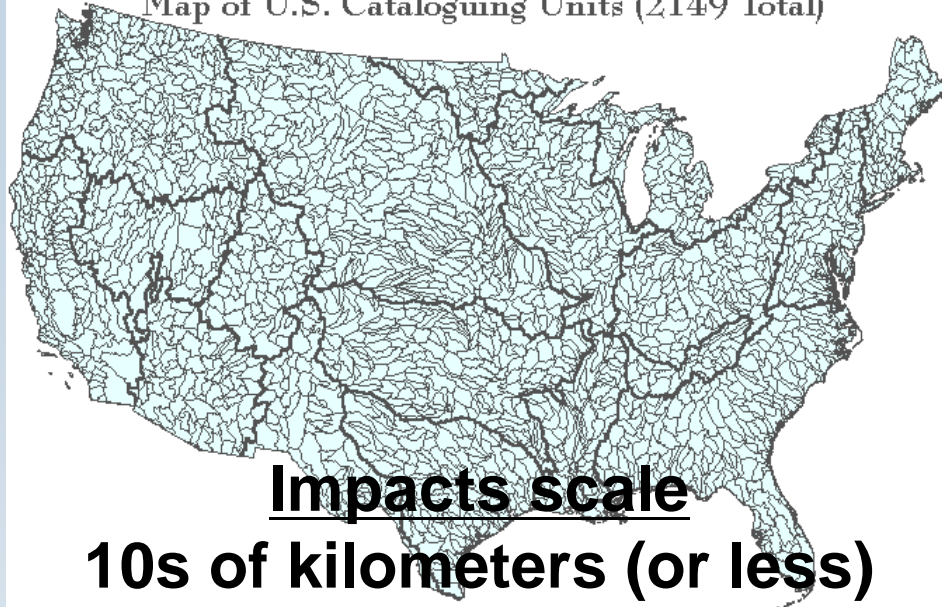 Map of U.S. Cataloguing Units (2149 Total)
Impacts scale
10s of kilometers (or less)